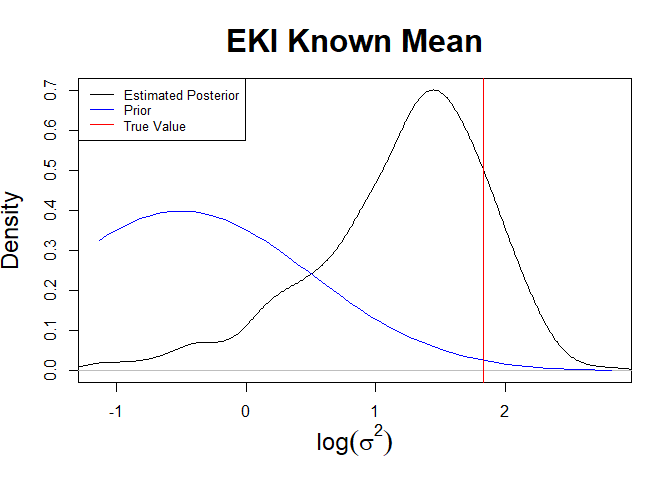 EKI Known Mean
Estimated Posterior
Prior
True Value
Density
0.0
0.1
0.2
0.3
0.4
0.5
0.6
0.7
-1 0 1 2
log(σ²)